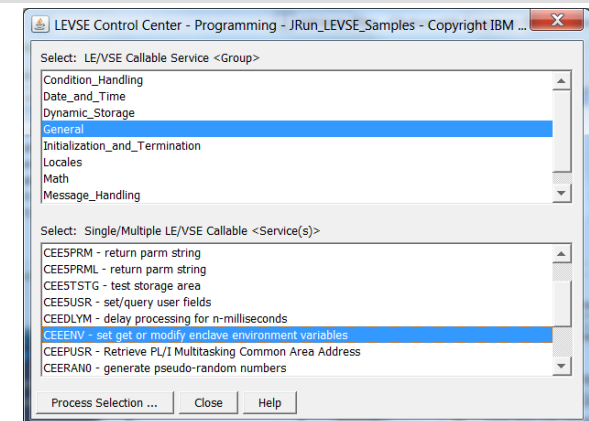 LEVSE Control Center - Programming - JRun_LEVSE_Samples - Copyright IBM ...
Select: LE/VSE Callable Service <Group>
Condition_Handling
Date_and_Time
Dynamic_Storage
General
Initialization_and_Termination
Locales
Math
Message_Handling
Select: Single/Multiple LE/VSE Callable <Service(s)>
CEE5PRM - return parm string
CEE5PRML - return parm string
CEE5TSTG - test storage area
CEE5USR - set/query user fields
CEEDLYM - delay processing for n-milliseconds
CEEENV - set get or modify enclave environment variables
CEEPUSR - Retrieve PL/I Multitasking Common Area Address
CEERAN0 - generate pseudo-random numbers
Process Selection ... Close Help